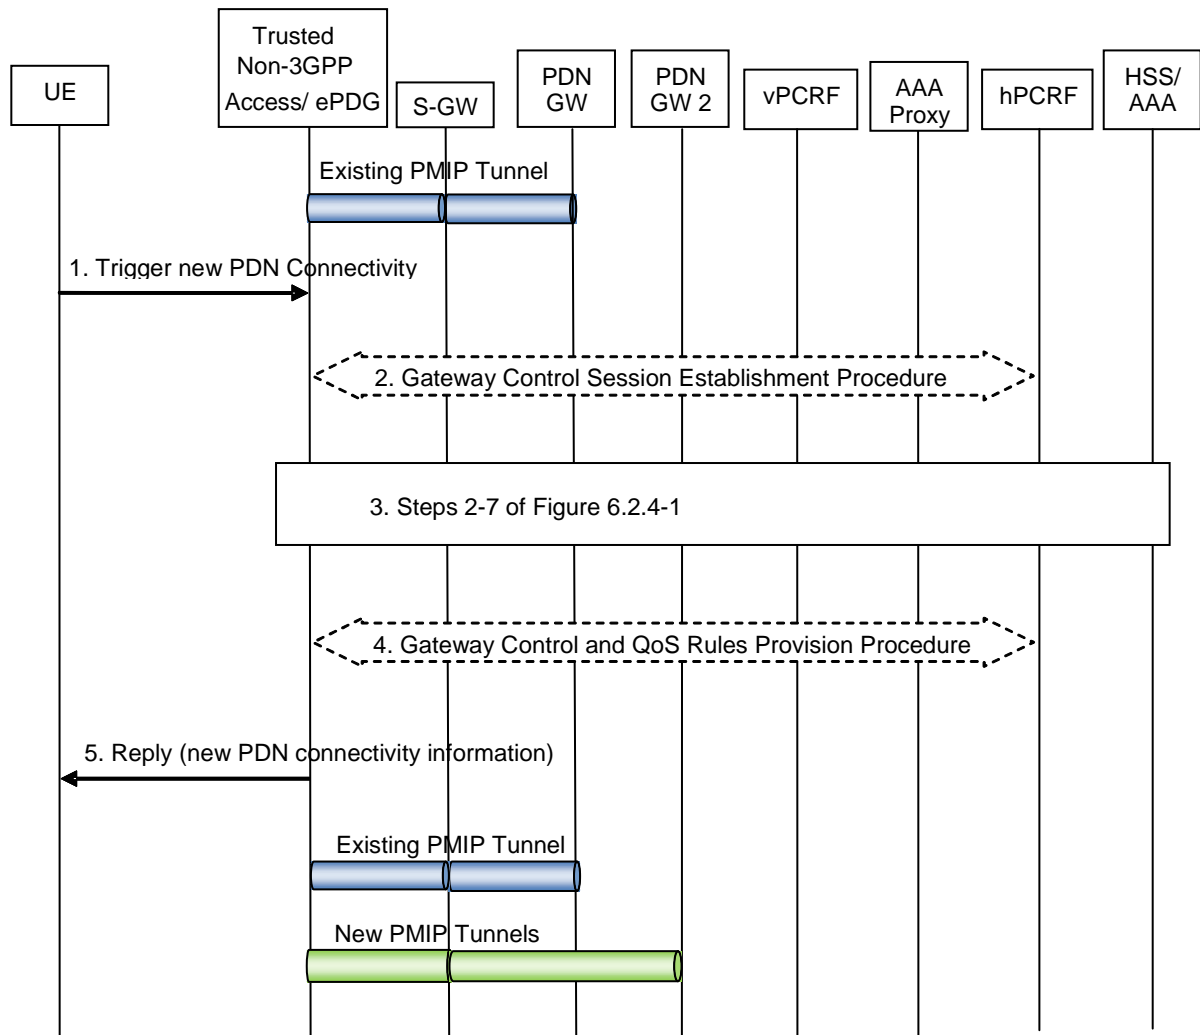 UE
Trusted
Non-3GPP
Access/ ePDG
S-GW
PDN
GW
PDN
GW 2
vPCRF
AAA
Proxy
hPCRF
HSS/
AAA
Existing PMIP Tunnel
1. Trigger new PDN Connectivity
2. Gateway Control Session Establishment Procedure
3. Steps 2-7 of Figure 6.2.4-1
4. Gateway Control and QoS Rules Provision Procedure
5. Reply (new PDN connectivity information)
Existing PMIP Tunnel
New PMIP Tunnels